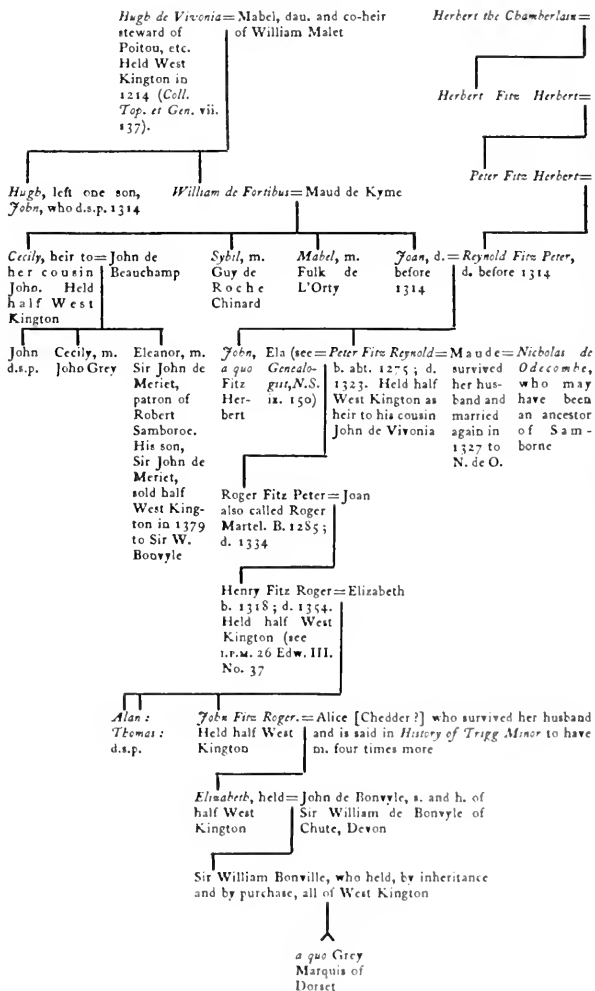 Hugh de Vivonia = Mabel, dau. and co-heir
steward of
Poitou, etc.
Held West
Kington in
1214 (Coll.
Top. et Gen. vii.
137).
of William Malet
Herbert the Chamberlain =
Herbert Fitz Herbert =
Peter Fitz Herbert =
Hugh, left one son,
John, who d.s.p. 1314
William de Fortibus = Maud de Kyme
Cecily, heir to = John de
her cousin
John. Held
half West
Kington
Beauchamp
Sybil, m.
Guy de
Roche
Chinard
Mabel, m.
Fulk de
L'Orty
Joan, d. = Reynold Fitz Peter,
before
1314
d. before 1314
John
d.s.p.
Cecily, m.
John Grey
Eleanor, m.
Sir John de
Meriet,
patron of
Robert
Samborne.
His son,
Sir John de
Meriet,
sold half
West King-
ton in 1379
to Sir W.
Bonvyle
John,
a quo
Fitz
Her-
bert
Ela (see =
Genealo-
gist, N.S.
ix. 150)
Peter Fitz Reynold =
b. abt. 1275; d.
1323. Held half
West Kington as
heir to his cousin
John de Vivonia
Maude =
survived
her hus-
band and
married
again in
1327 to
N. de O.
Nicholas de
Odecombe,
who may
have been
an ancestor
of Sam-
borne
Roger Fitz Peter = Joan
also called Roger
Martel. B. 1285;
d. 1334
Henry Fitz Roger = Elizabeth
b. 1318; d. 1354.
Held half West
Kington (see
I.P.M. 26 Edw. III.
No. 37
Alan :
Thomas :
d.s.p.
John Fitz Roger. = Alice [Chedder ?] who survived her husband
Held half West
Kington
and is said in History of Trigg Minor to have
m. four times more
Elizabeth, held = John de Bonvyle, s. and h. of
half West
Kington
Sir William de Bonvyle of
Chute, Devon
Sir William Bonville, who held, by inheritance
and by purchase, all of West Kington
a quo Grey
Marquis of
Dorset